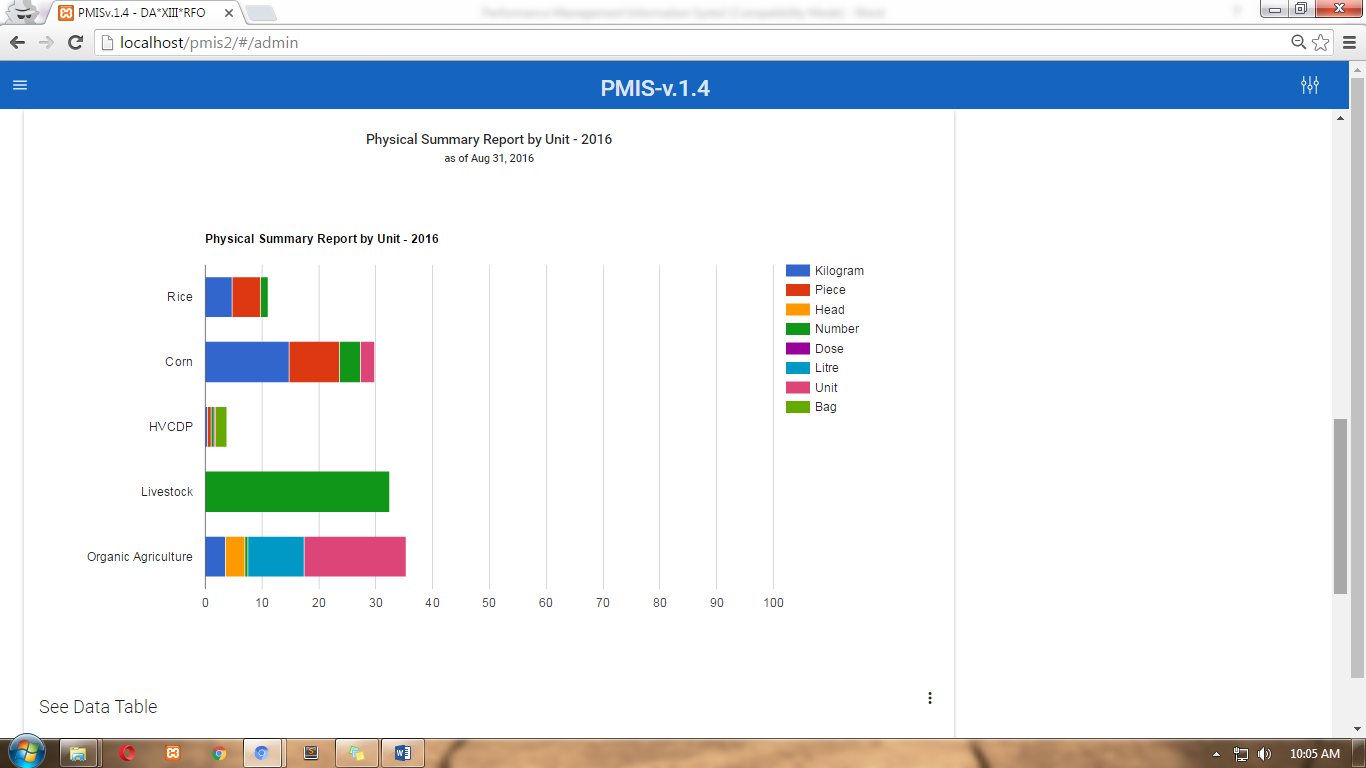 PMISv.1.4 - DA*XIII*RFO
localhost/pmis2/#/admin
PMIS-v.1.4
Physical Summary Report by Unit - 2016
as of Aug 31, 2016
Physical Summary Report by Unit - 2016
Kilogram
Piece
Head
Number
Dose
Litre
Unit
Bag
Rice
Corn
HVCDP
Livestock
Organic Agriculture
0 10 20 30 40 50 60 70 80 90 100
See Data Table
10:05 AM